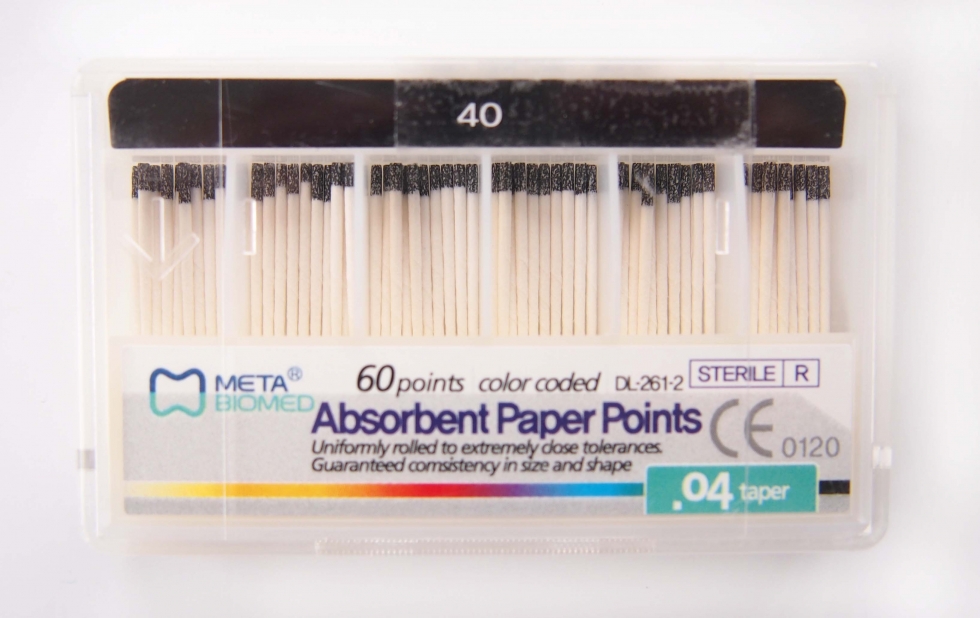 40
META®
BIOMED
60 points color coded DL-261-2 STERILE R
Absorbent Paper Points CE 0120
Uniformly rolled to extremely close tolerances.
Guaranteed comsistency in size and shape
.04 taper